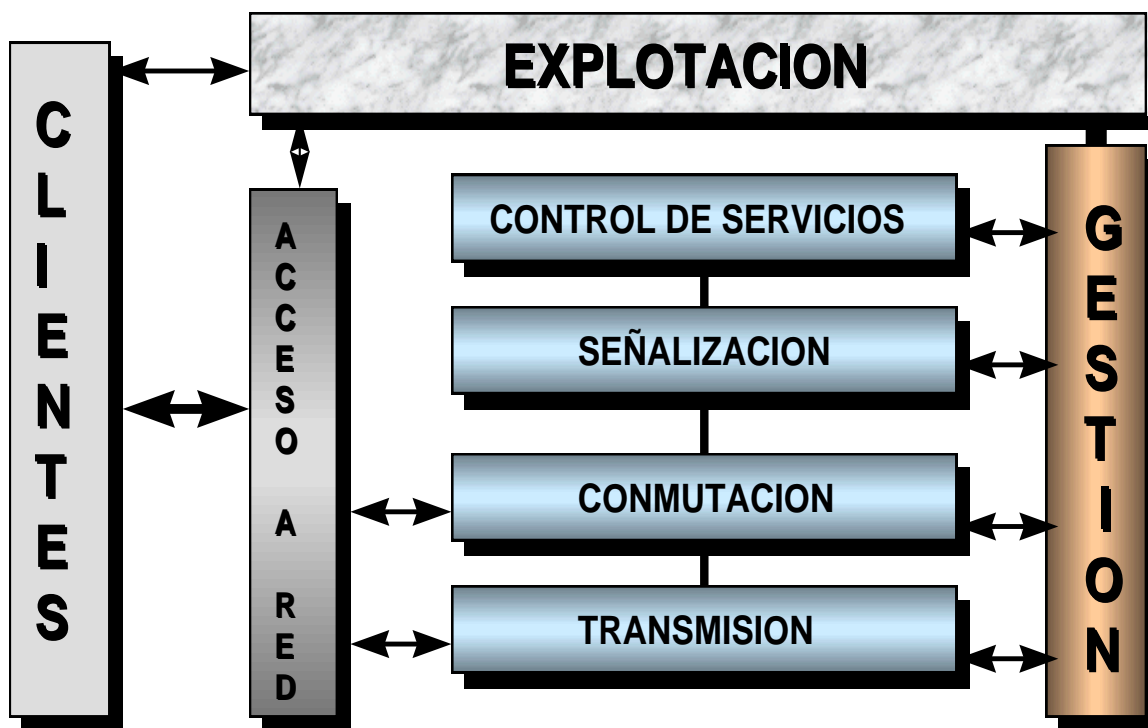 EXPLOTACION
CLIENTES
ACCESO A RED
CONTROL DE SERVICIOS
SEÑALIZACION
CONMUTACION
TRANSMISION
GESTION